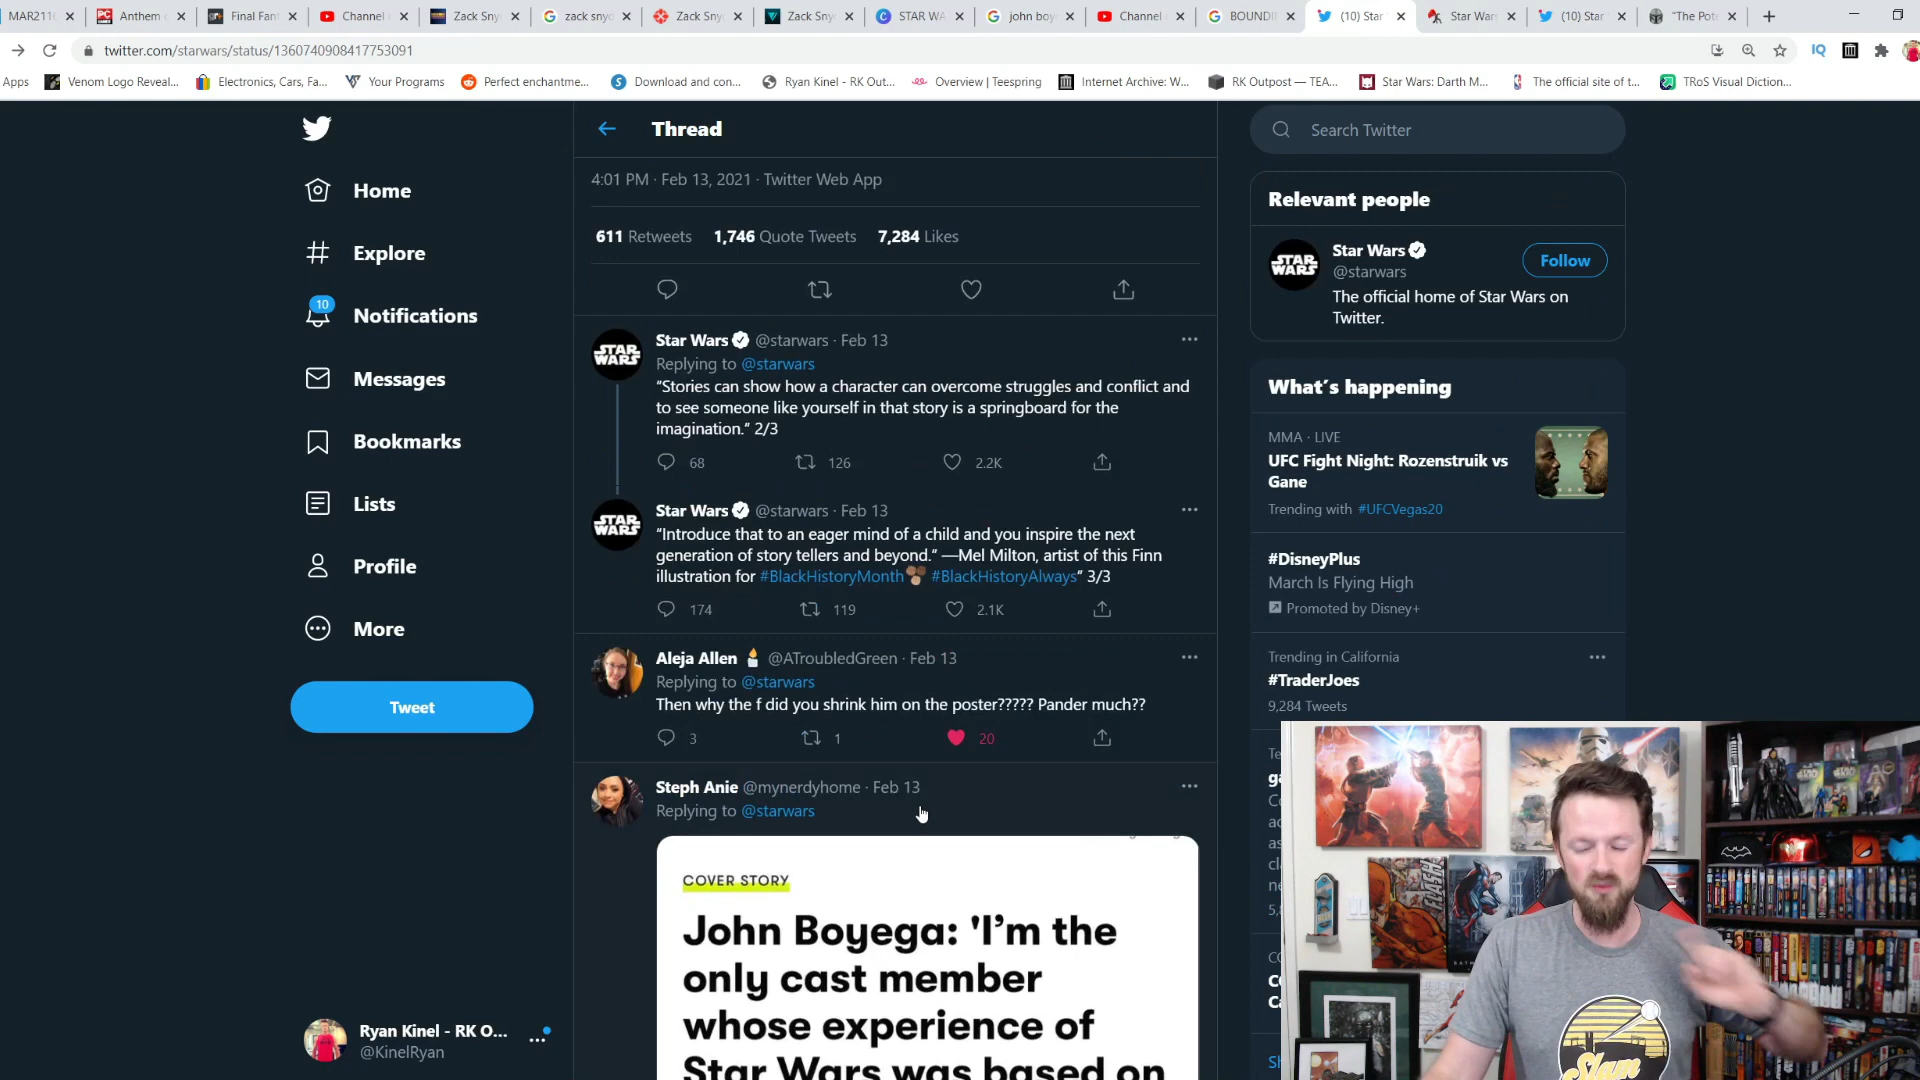 MAR211
Anthem
Final Fant
Channel
Zack Sny
zack snyd
Zack Sny
Zack Sny
STAR WA
john boy
Channel
BOUNDI
(10) Star
Star Wars
(10) Star
"The Pot
twitter.com/starwars/status/1360740908417753091
IQ
Apps
Venom Logo Reveal...
Electronics, Cars, Fa...
Your Programs
Perfect enchantme...
Download and con...
Ryan Kinel - RK Out...
Overview | Teespring
Internet Archive: W...
RK Outpost — TEA...
Star Wars: Darth M...
The official site of t...
TRoS Visual Diction...
Home
Explore
10
Notifications
Messages
Bookmarks
Lists
Profile
More
Tweet
Ryan Kinel - RK O...
@KinelRyan
Thread
4:01 PM · Feb 13, 2021 · Twitter Web App
611 Retweets 1,746 Quote Tweets 7,284 Likes
STAR WARS
Star Wars @starwars · Feb 13
Replying to @starwars
“Stories can show how a character can overcome struggles and conflict and
to see someone like yourself in that story is a springboard for the
imagination.” 2/3
68 126 2.2K
STAR WARS
Star Wars @starwars · Feb 13
“Introduce that to an eager mind of a child and you inspire the next
generation of story tellers and beyond.“ —Mel Milton, artist of this Finn
illustration for #BlackHistoryMonth #BlackHistoryAlways” 3/3
174 119 2.1K
Aleja Allen @ATroubledGreen · Feb 13
Replying to @starwars
Then why the f did you shrink him on the poster????? Pander much??
3 1 20
Steph Anie @mynerdyhome · Feb 13
Replying to @starwars
COVER STORY
John Boyega: 'I’m the
only cast member
whose experience of
Star Wars was based on
Search Twitter
Relevant people
STAR WARS
Star Wars
@starwars
Follow
The official home of Star Wars on
Twitter.
What’s happening
MMA · LIVE
UFC Fight Night: Rozenstruik vs
Gane
Trending with #UFCVegas20
#DisneyPlus
March Is Flying High
Promoted by Disney+
Trending in California
#TraderJoes
9,284 Tweets
FLASH
Slam